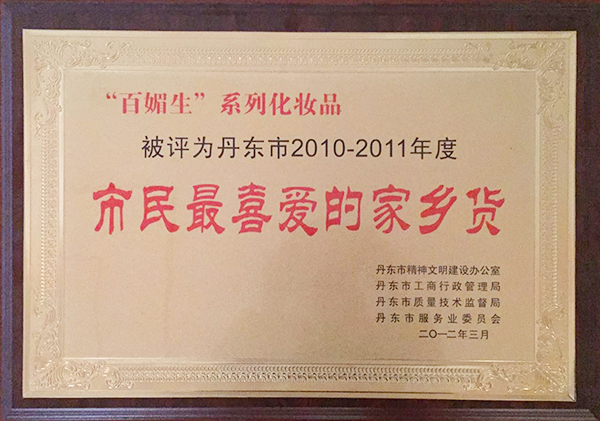 “百媚生”系列化妆品
被评为丹东市2010-2011年度
市民最喜爱的家乡货
丹东市精神文明建设办公室
丹东市工商行政管理局
丹东市质量技术监督局
丹东市服务业委员会
二〇一二年三月